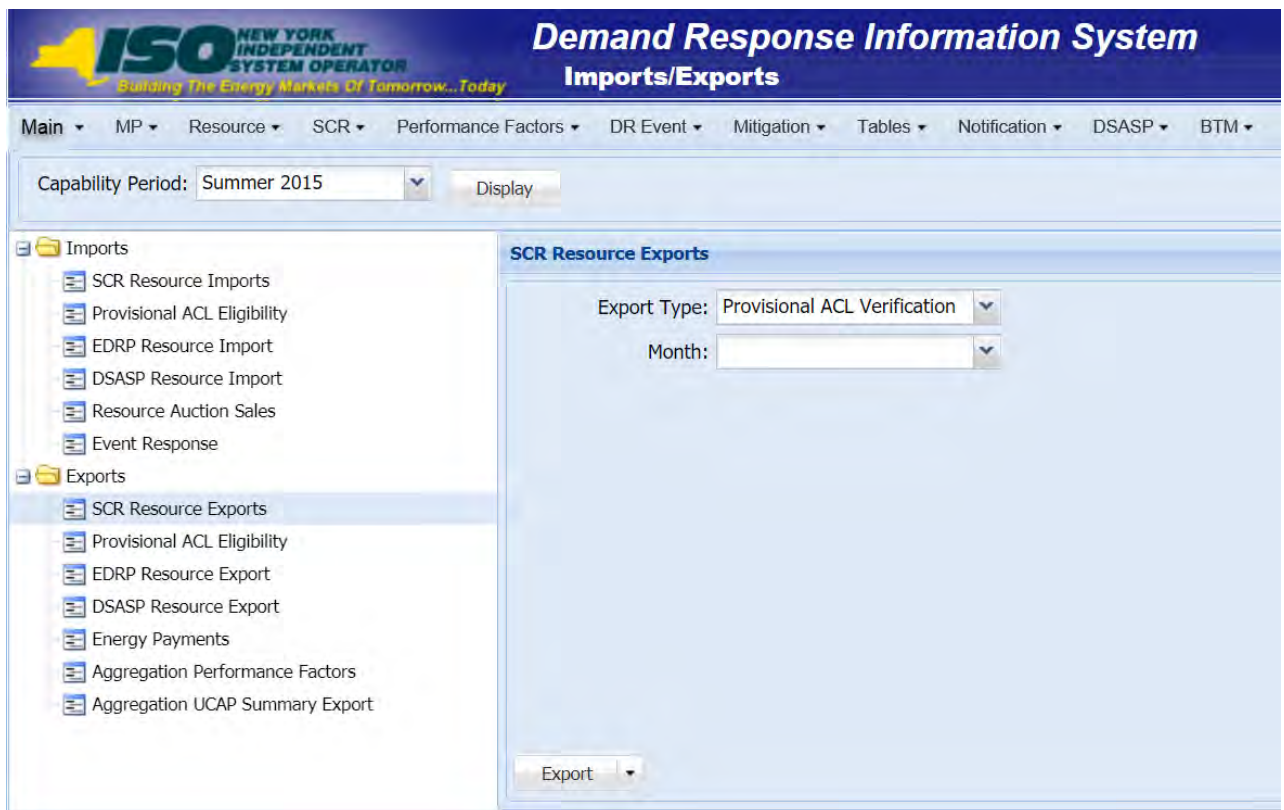 ISO NEW YORK
INDEPENDENT
SYSTEM OPERATOR
Building The Energy Markets Of Tomorrow...Today
Demand Response Information System
Imports/Exports
Main MP Resource SCR Performance Factors DR Event Mitigation Tables Notification DSASP BTM
Capability Period: Summer 2015 Display
Imports
SCR Resource Imports
Provisional ACL Eligibility
EDRP Resource Import
DSASP Resource Import
Resource Auction Sales
Event Response
Exports
SCR Resource Exports
Provisional ACL Eligibility
EDRP Resource Export
DSASP Resource Export
Energy Payments
Aggregation Performance Factors
Aggregation UCAP Summary Export
SCR Resource Exports
Export Type: Provisional ACL Verification
Month:
Export